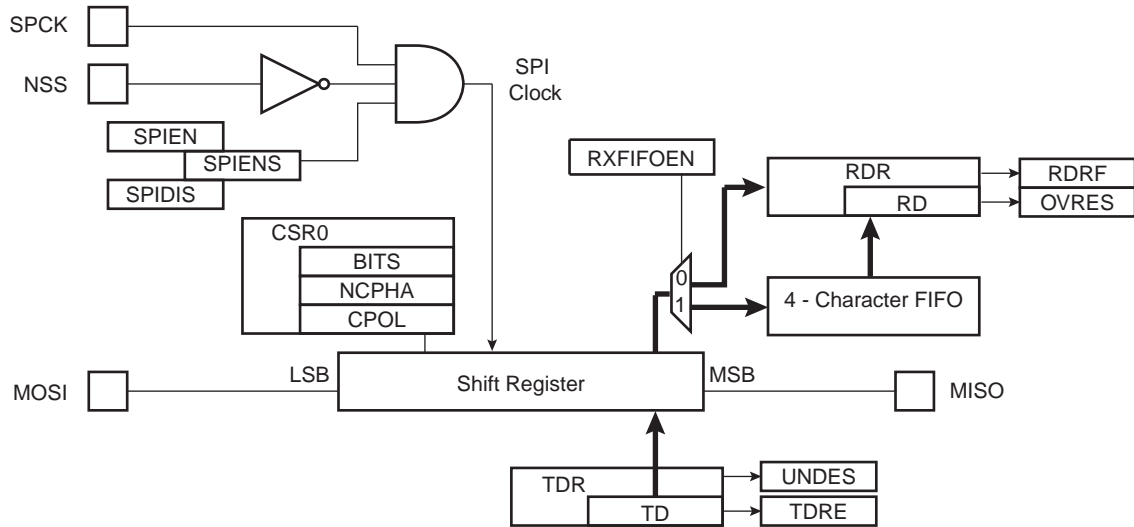 SPCK
NSS
SPI
Clock
SPIEN
SPIENS
SPIDIS
RXFIFOEN
RDR
RD
RDRF
OVRES
CSR0
BITS
NCPHA
CPOL
0
1
4 - Character FIFO
MOSI
LSB
Shift Register
MSB
MISO
TDR
TD
UNDES
TDRE